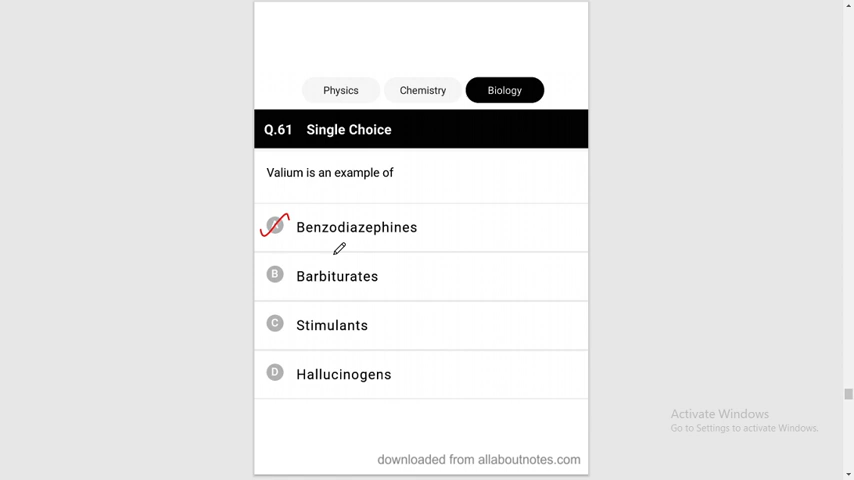 Physics Chemistry Biology
Q.61 Single Choice
Valium is an example of
A Benzodiazephines
B Barbiturates
C Stimulants
D Hallucinogens
Activate Windows
Go to Settings to activate Windows.
downloaded from allaboutnotes.com